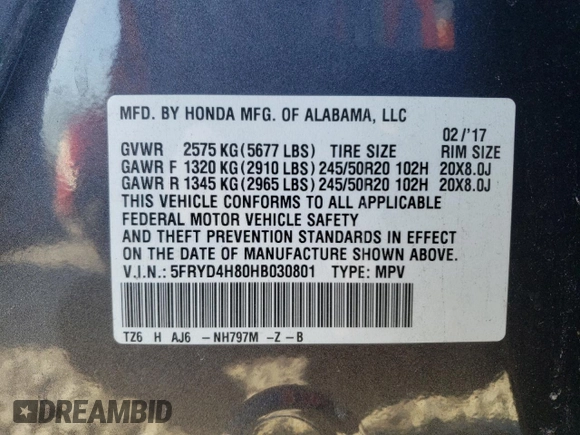 MFD. BY HONDA MFG. OF ALABAMA, LLC
02/'17
GVWR 2575 KG(5677 LBS) TIRE SIZE RIM SIZE
GAWR F 1320 KG(2910 LBS)245/50R20 102H 20X8.0J
GAWR R 1345 KG(2965 LBS)245/50R20 102H 20X8.0J
THIS VEHICLE CONFORMS TO ALL APPLICABLE
FEDERAL MOTOR VEHICLE SAFETY
AND THEFT PREVENTION STANDARDS IN EFFECT
ON THE DATE OF MANUFACTURE SHOWN ABOVE.
V.I.N.: 5FRYD4H80HB030801 TYPE: MPV
TZ6 H AJ6 -NH797M -Z-B
DREAMBID